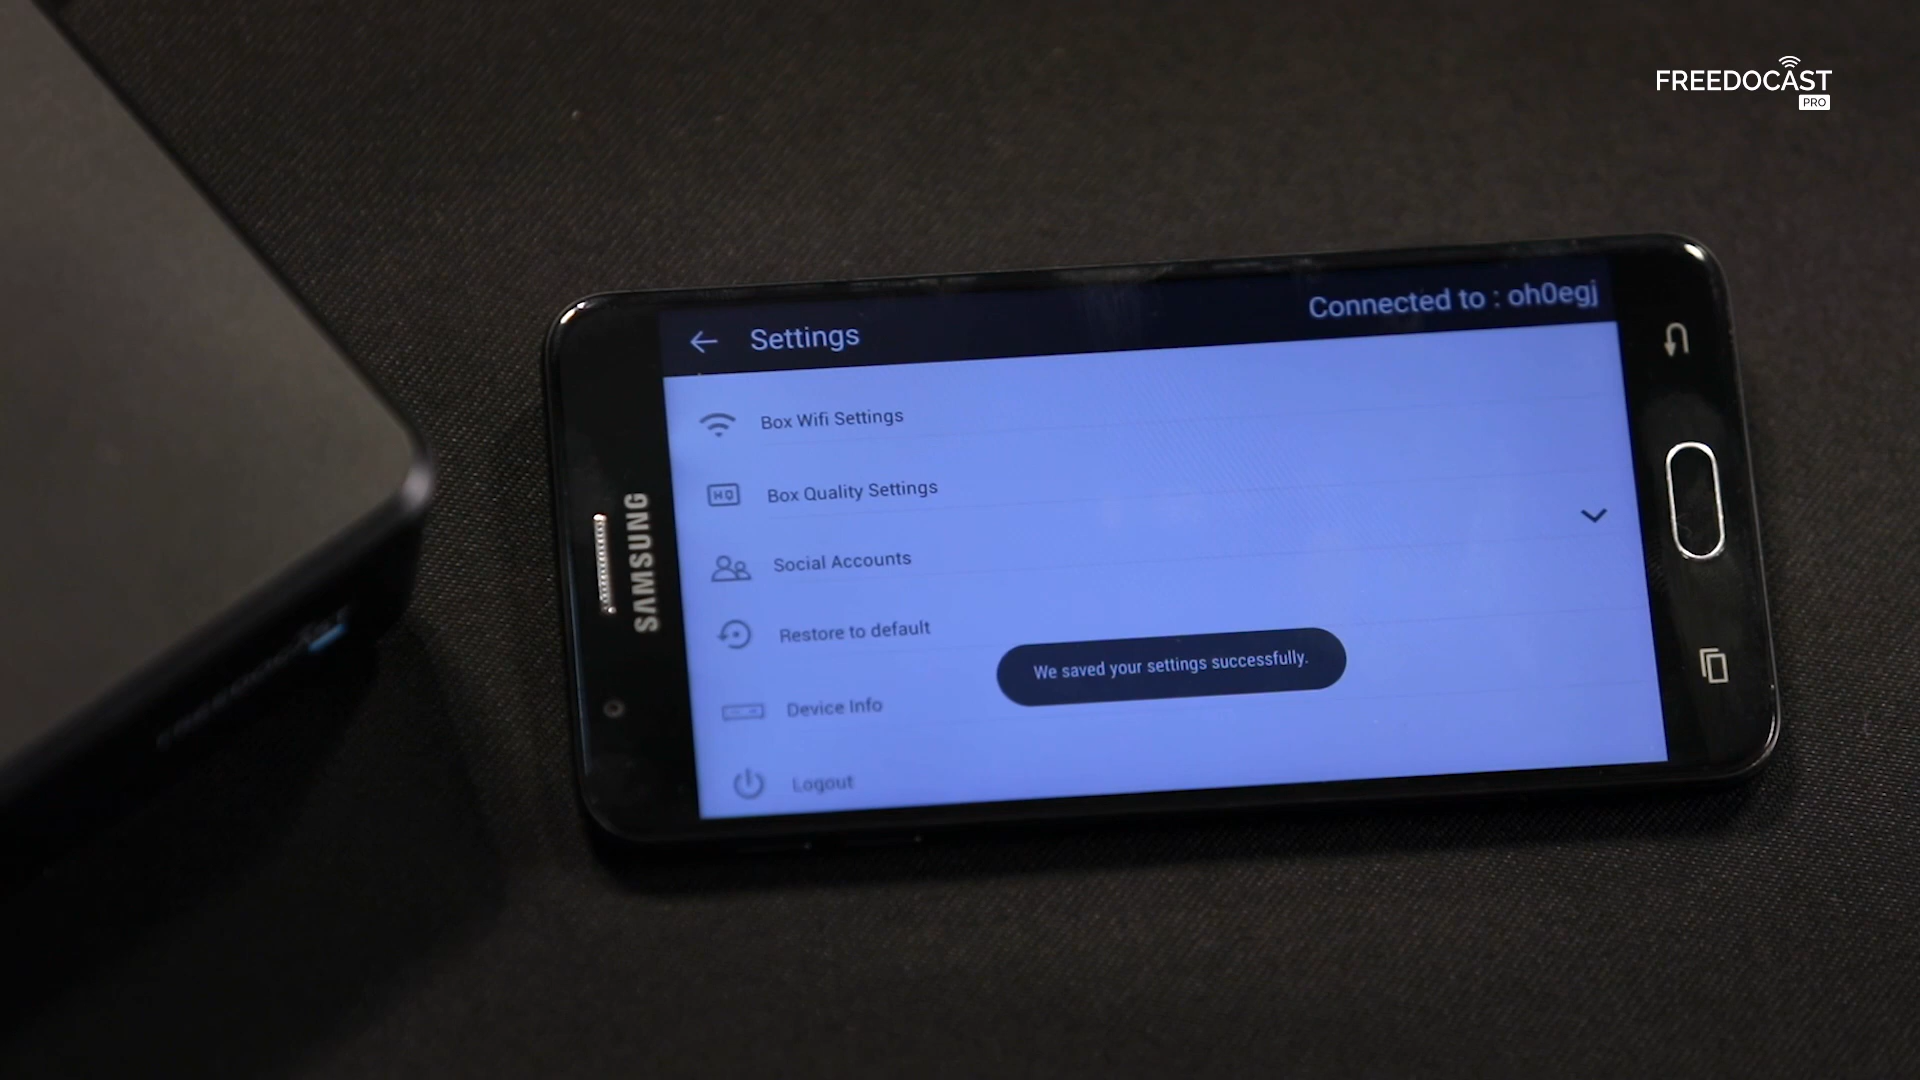 FREEDOCAST
PRO
Settings
Connected to : oh0egj
Box Wifi Settings
HQ
Box Quality Settings
Social Accounts
Restore to default
We saved your settings successfully.
Device Info
Logout
SAMSUNG